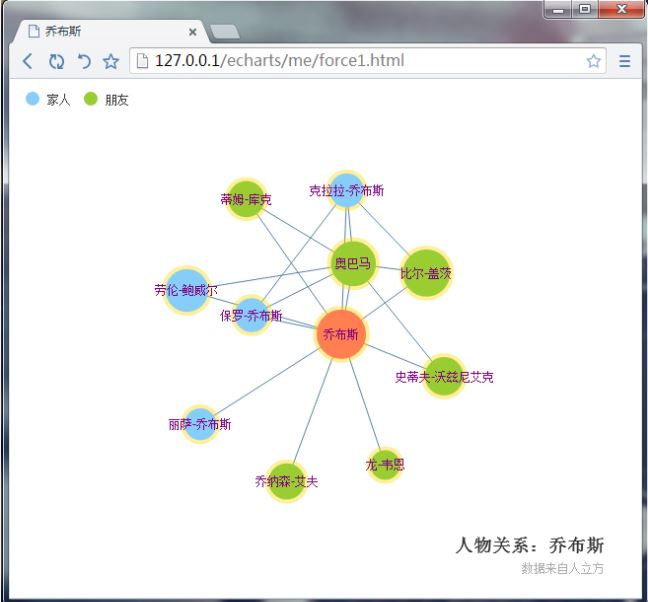 乔布斯
127.0.0.1/echarts/me/force1.html
家人 朋友
克拉拉-乔布斯
蒂姆-库克
奥巴马
比尔-盖茨
劳伦-鲍威尔
保罗-乔布斯
乔布斯
史蒂夫-沃兹尼艾克
丽萨-乔布斯
龙-韦恩
乔纳森-艾夫
人物关系：乔布斯
数据来自人立方